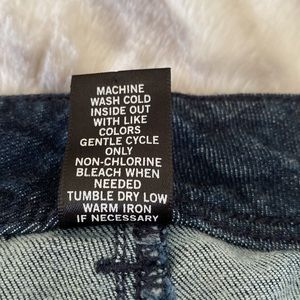 MACHINE
WASH COLD
INSIDE OUT
WITH LIKE
COLORS
GENTLE CYCLE
ONLY
NON-CHLORINE
BLEACH WHEN
NEEDED
TUMBLE DRY LOW
WARM IRON
IF NECESSARY